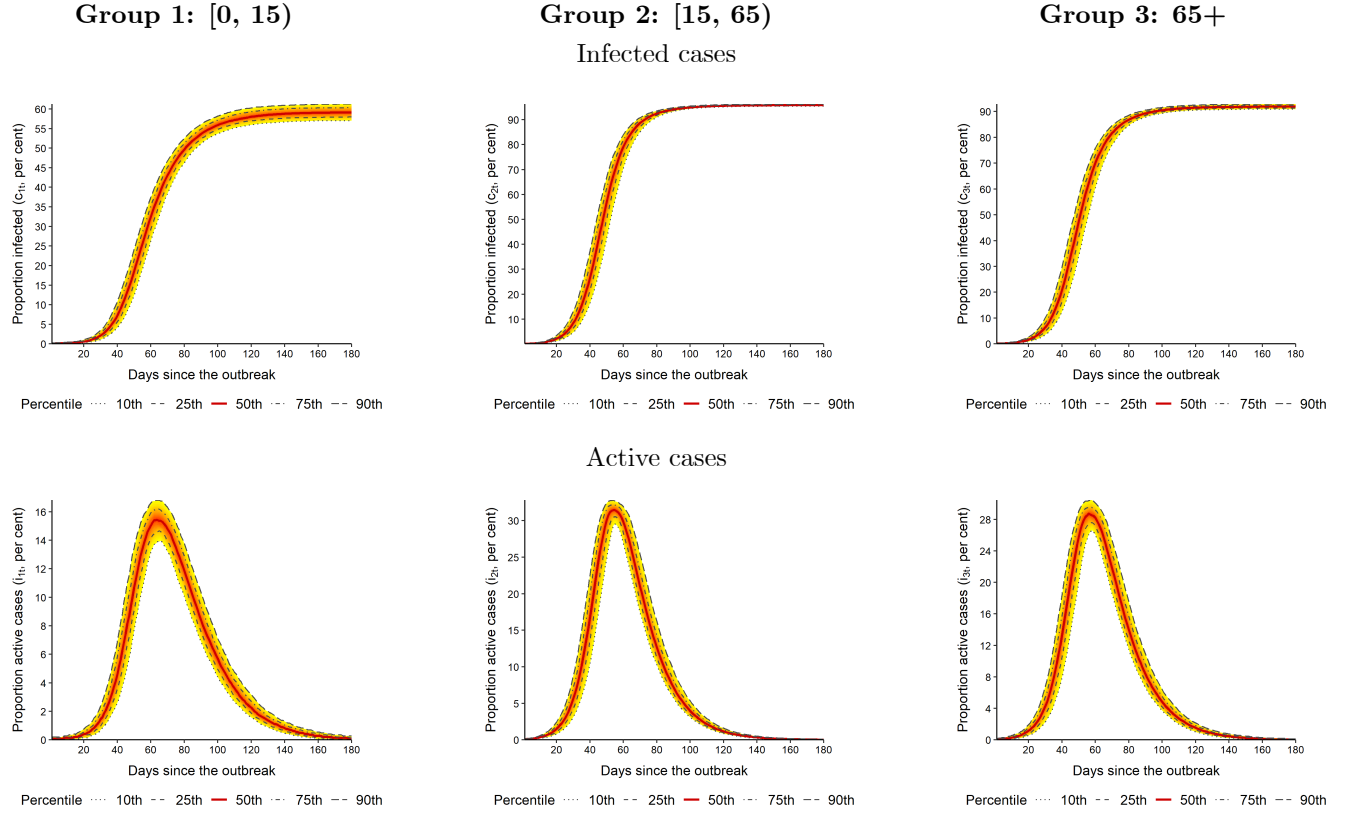 Group 1: [0, 15)
Group 2: [15, 65)
Group 3: 65+
Infected cases
Proportion infected (c1t, per cent)
60
55
50
45
40
35
30
25
20
15
10
5
0
20 40 60 80 100 120 140 160 180
Days since the outbreak
Percentile 10th 25th 50th 75th 90th
Proportion infected (c2t, per cent)
90
80
70
60
50
40
30
20
10
20 40 60 80 100 120 140 160 180
Days since the outbreak
Percentile 10th 25th 50th 75th 90th
Proportion infected (c3t, per cent)
90
80
70
60
50
40
30
20
10
0
20 40 60 80 100 120 140 160 180
Days since the outbreak
Percentile 10th 25th 50th 75th 90th
Active cases
Proportion active cases (i1t, per cent)
16
14
12
10
8
6
4
2
0
20 40 60 80 100 120 140 160 180
Days since the outbreak
Percentile 10th 25th 50th 75th 90th
Proportion active cases (i2t, per cent)
30
25
20
15
10
5
0
20 40 60 80 100 120 140 160 180
Days since the outbreak
Percentile 10th 25th 50th 75th 90th
Proportion active cases (i3t, per cent)
28
24
20
16
12
8
4
0
20 40 60 80 100 120 140 160 180
Days since the outbreak
Percentile 10th 25th 50th 75th 90th